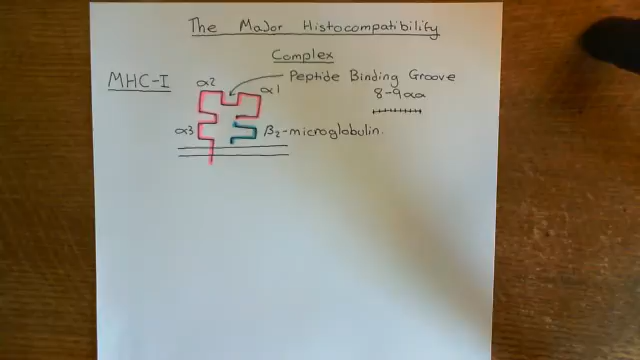 The Major Histocompatibility
Complex
MHC-I
α2
Peptide Binding Groove
α1
8-9aa
α3
β2-microglobulin.